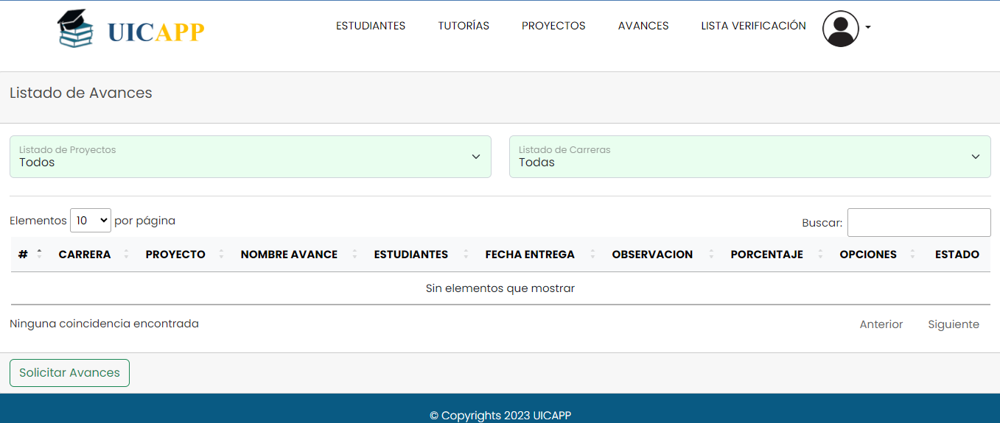 UICAPP
ESTUDIANTES TUTORÍAS PROYECTOS AVANCES LISTA VERIFICACIÓN
Listado de Avances
Listado de Proyectos
Todos
Listado de Carreras
Todas
Elementos 10 por página
Buscar:
# CARRERA PROYECTO NOMBRE AVANCE ESTUDIANTES FECHA ENTREGA OBSERVACION PORCENTAJE OPCIONES ESTADO
Sin elementos que mostrar
Ninguna coincidencia encontrada
Anterior Siguiente
Solicitar Avances
© Copyrights 2023 UICAPP